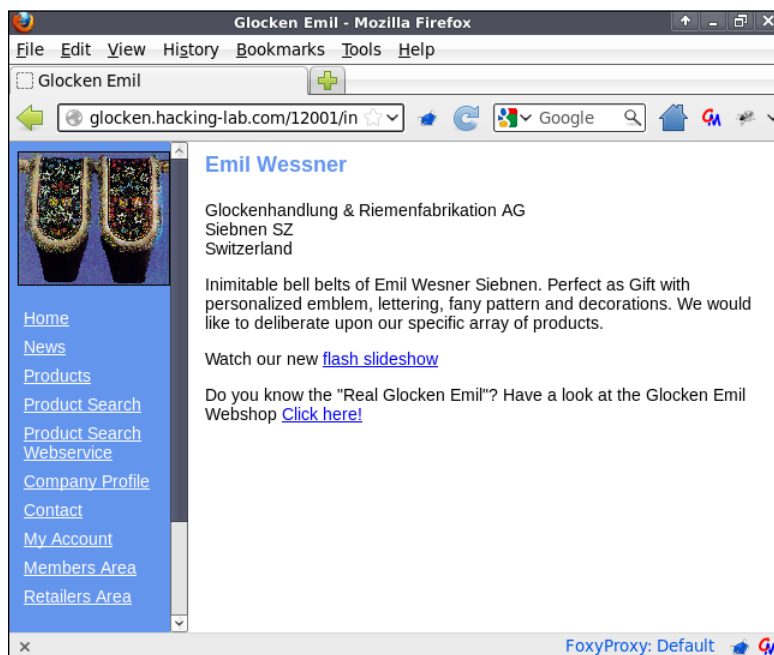 Glocken Emil - Mozilla Firefox
File Edit View History Bookmarks Tools Help
Glocken Emil
glocken.hacking-lab.com/12001/in
Google
Emil Wessner
Glockenhandlung & Riemenfabrikation AG
Siebnen SZ
Switzerland
Inimitable bell belts of Emil Wesner Siebnen. Perfect as Gift with
personalized emblem, lettering, fany pattern and decorations. We would
like to deliberate upon our specific array of products.
Watch our new flash slideshow
Do you know the "Real Glocken Emil"? Have a look at the Glocken Emil
Webshop Click here!
Home
News
Products
Product Search
Product Search
Webservice
Company Profile
Contact
My Account
Members Area
Retailers Area
FoxyProxy: Default